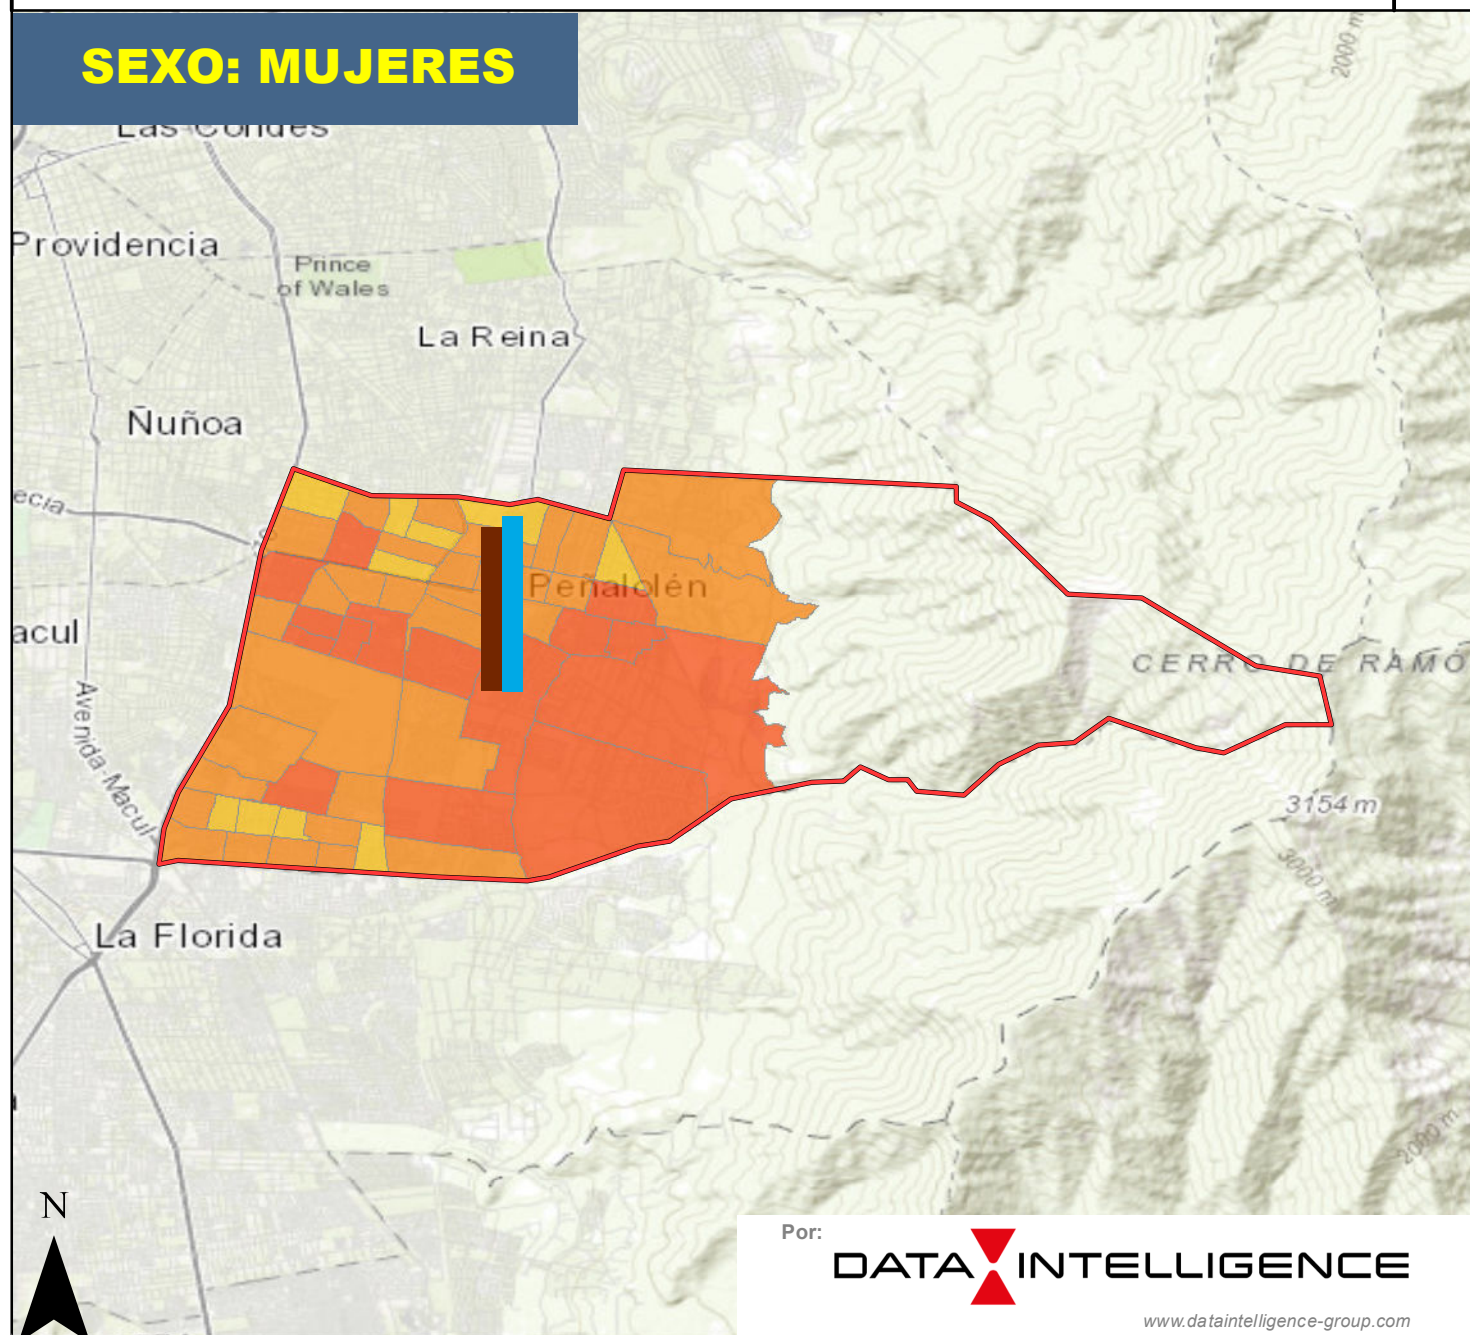 SEXO: MUJERES
Las Condes
2000 m
Providencia
Prince
of Wales
La Reina
Ñuñoa
ecia
Peñalolén
acul
CERRO DE RAMÓ
Avenida Macul
3154 m
3000 m
La Florida
2000 m
N
Por:
DATA INTELLIGENCE
www.dataintelligence-group.com